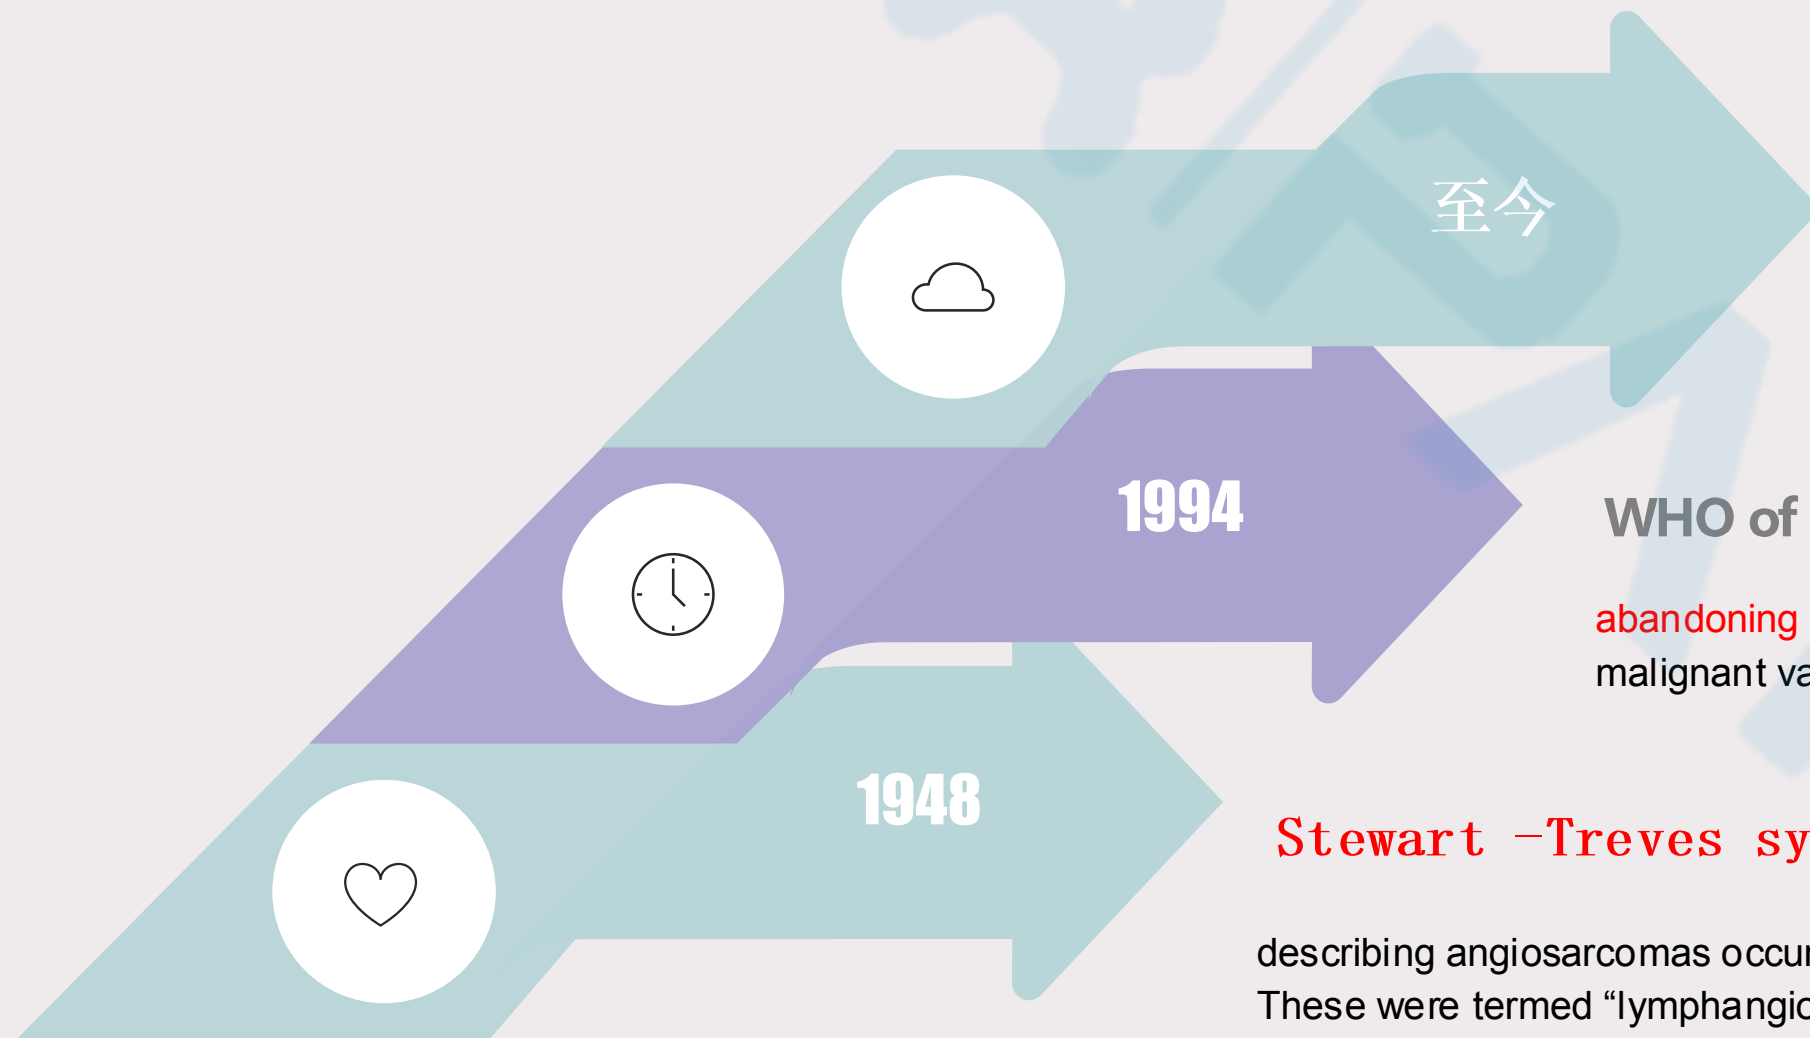 至今
1994
WHO of
abandoning
malignant va
1948
Stewart -Treves sy
describing angiosarcomas occur
These were termed “lymphangio